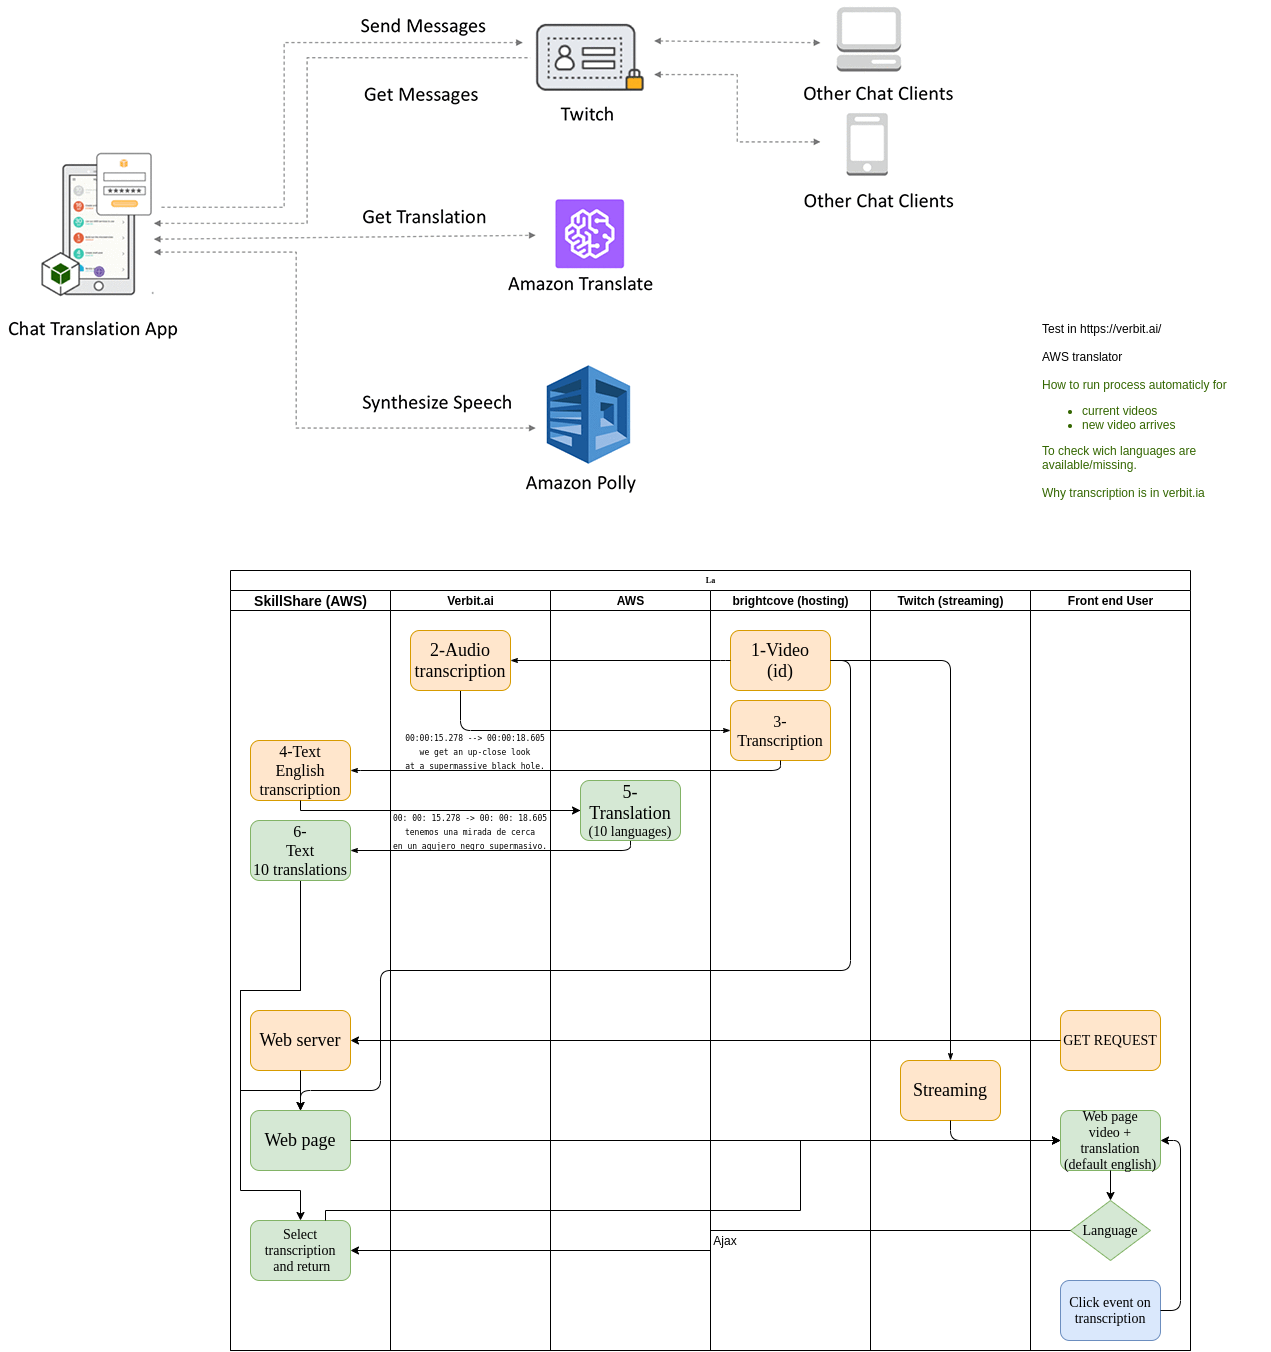 Send Messages
Get Messages
Twitch
Other Chat Clients
Other Chat Clients
******
Get Translation
Amazon Translate
Chat Translation App
Synthesize Speech
Amazon Polly
Test in https://verbit.ai/
AWS translator
How to run process automaticly for
• current videos
• new video arrives
To check wich languages are
available/missing.
Why transcription is in verbit.ia
La
SkillShare (AWS)
Verbit.ai
AWS
brightcove (hosting)
Twitch (streaming)
Front end User
2-Audio
transcription
1-Video
(id)
3-
Transcription
00:00:15.278 --> 00:00:18.605
we get an up-close look
at a supermassive black hole.
4-Text
English
transcription
5-
Translation
(10 languages)
00: 00: 15.278 -> 00: 00: 18.605
tenemos una mirada de cerca
en un agujero negro supermasivo.
6-
Text
10 translations
Web server
GET REQUEST
Streaming
Web page
Web page
video +
translation
(default english)
Select
transcription
and return
Ajax
Language
Click event on
transcription